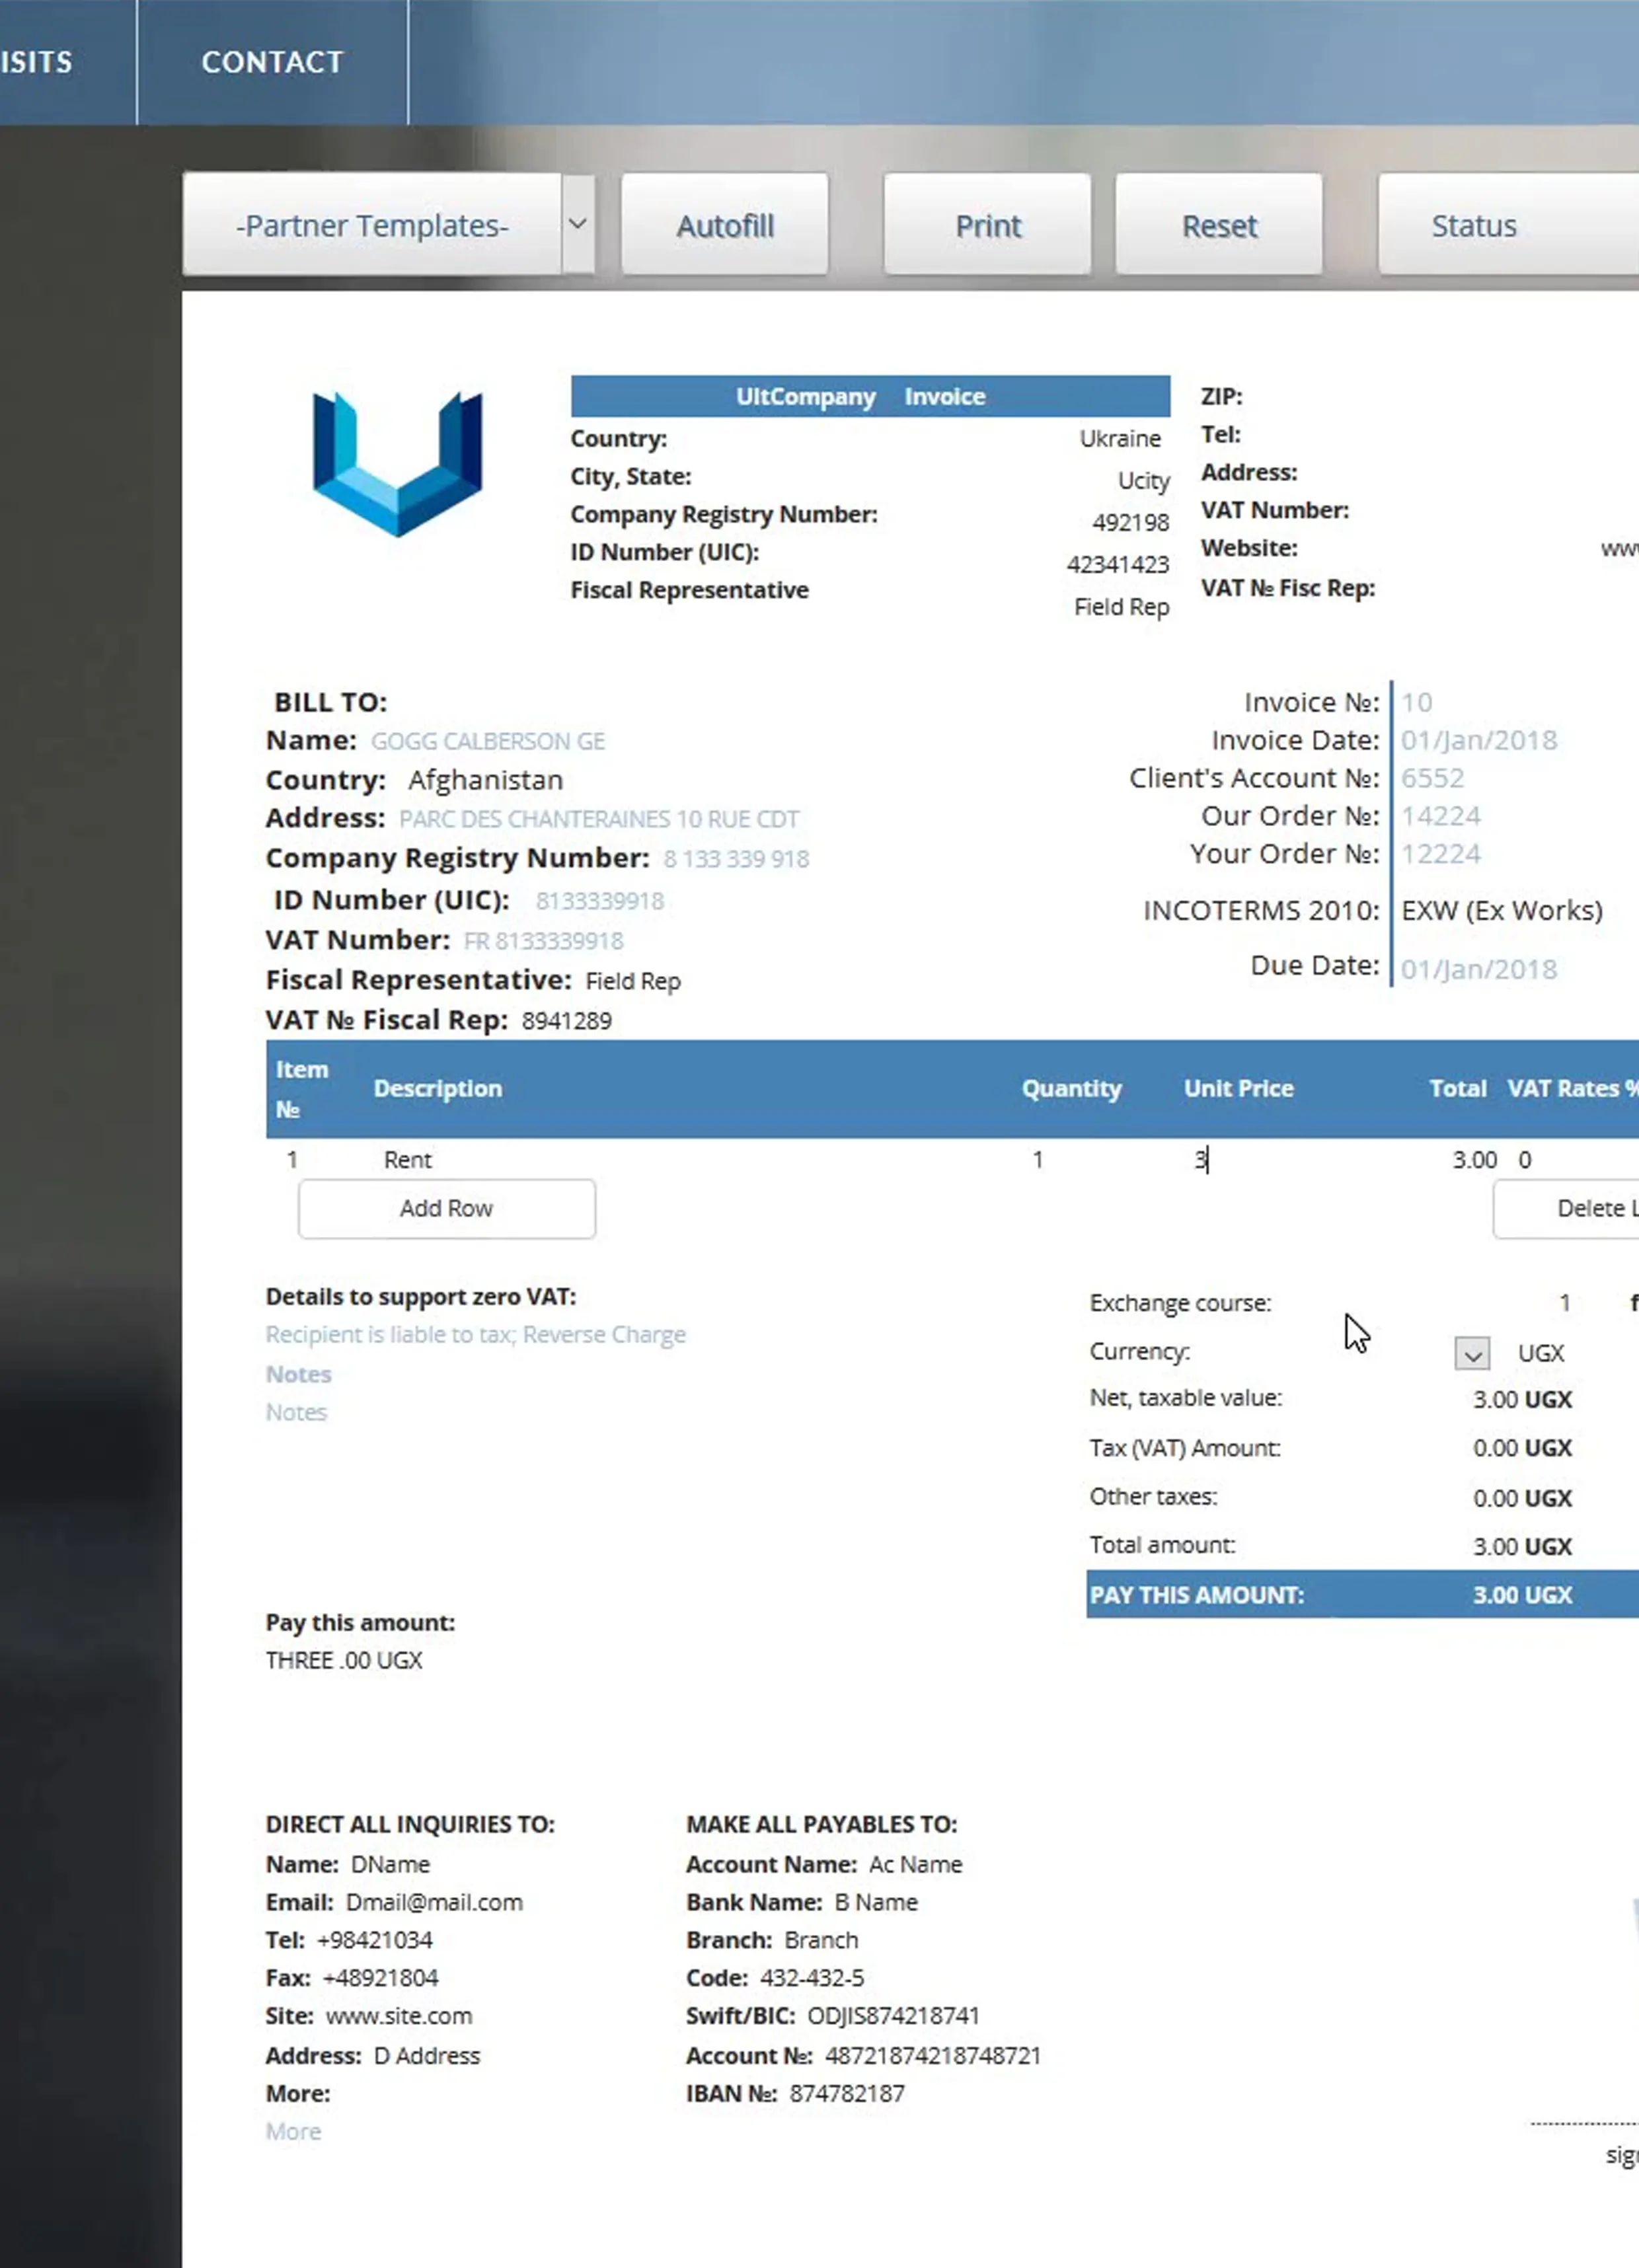 ISITS CONTACT
-Partner Templates- Autofill Print Reset Status
UltCompany Invoice
Country: Ukraine
City, State: Ucity
Company Registry Number: 492198
ID Number (UIC): 42341423
Fiscal Representative Field Rep
ZIP:
Tel:
Address:
VAT Number:
Website:
VAT № Fisc Rep:
BILL TO:
Name: GOGG CALBERSON GE
Country: Afghanistan
Address: PARC DES CHANTERAINES 10 RUE CDT
Company Registry Number: 8 133 339 918
ID Number (UIC): 8133339918
VAT Number: FR 8133339918
Fiscal Representative: Field Rep
VAT № Fiscal Rep: 8941289
Invoice №: 10
Invoice Date: 01/Jan/2018
Client's Account №: 6552
Our Order №: 14224
Your Order №: 12224
INCOTERMS 2010: EXW (Ex Works)
Due Date: 01/Jan/2018
Item № Description Quantity Unit Price Total VAT Rates %
1 Rent 1 3 3.00 0
Add Row Delete
Details to support zero VAT:
Recipient is liable to tax; Reverse Charge
Notes
Notes
Exchange course: 1
Currency: UGX
Net, taxable value: 3.00 UGX
Tax (VAT) Amount: 0.00 UGX
Other taxes: 0.00 UGX
Total amount: 3.00 UGX
PAY THIS AMOUNT: 3.00 UGX
Pay this amount:
THREE .00 UGX
DIRECT ALL INQUIRIES TO:
Name: DName
Email: Dmail@mail.com
Tel: +98421034
Fax: +48921804
Site: www.site.com
Address: D Address
More:
More
MAKE ALL PAYABLES TO:
Account Name: Ac Name
Bank Name: B Name
Branch: Branch
Code: 432-432-5
Swift/BIC: ODJIS874218741
Account №: 48721874218748721
IBAN №: 874782187